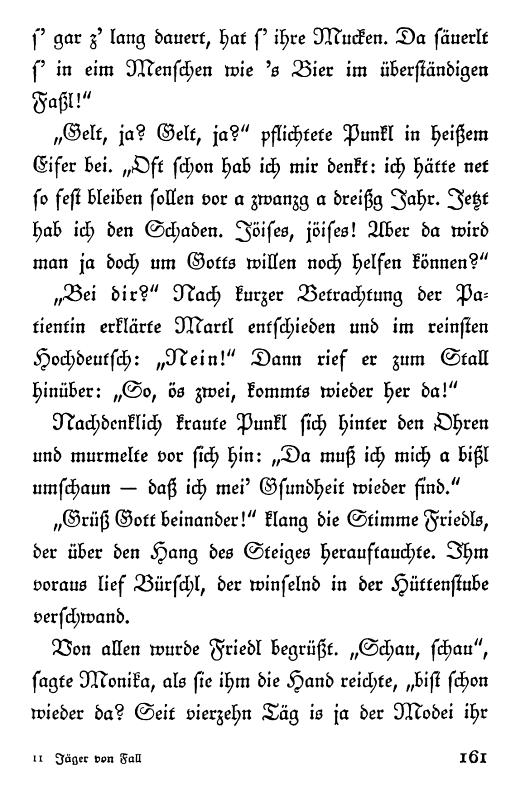 s' gar z' lang dauert, hat s' ihre Mucken. Da säuerlt
s' in eim Menschen wie 's Bier im überständigen
Faßl!“
„Gelt, ja? Gelt, ja?“ pflichtete Punkl in heißem
Eifer bei. „Oft schon hab ich mir denkt: ich hätte net
so fest bleiben sollen vor a zwanzg a dreißg Jahr. Jetzt
hab ich den Schaden. Jöises, jöises! Aber da wird
man ja doch um Gotts willen noch helfen können?“
„Bei dir?“ Nach kurzer Betrachtung der Pa-
tientin erklärte Martl entschieden und im reinsten
Hochdeutsch: „Nein!“ Dann rief er zum Stall
hinüber: „So, ös zwei, kommts wieder her da!“
Nachdenklich kraute Punkl sich hinter den Ohren
und murmelte vor sich hin: „Da muß ich mich a bißl
umschaun — daß ich mei' Gsundheit wieder find.“
„Grüß Gott beinander!“ klang die Stimme Friedls,
der über den Hang des Steiges herauftauchte. Ihm
voraus lief Bürschl, der winselnd in der Hüttenstube
verschwand.
Von allen wurde Friedl begrüßt. „Schau, schau“,
sagte Monika, als sie ihm die Hand reichte, „bist schon
wieder da? Seit vierzehn Täg is ja der Modei ihr
11 Jäger von Fall 161